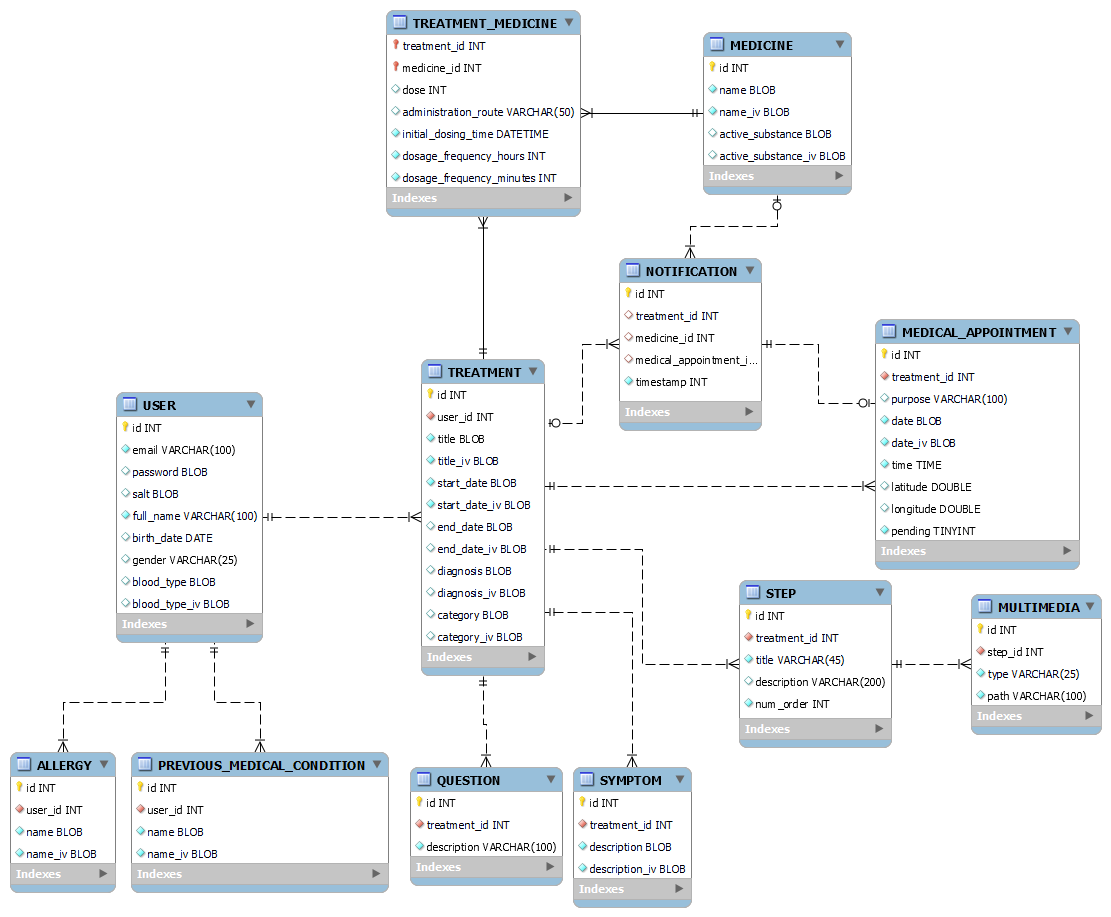 TREATMENT_MEDICINE
treatment_id INT
medicine_id INT
dose INT
administration_route VARCHAR(50)
initial_dosing_time DATETIME
dosage_frequency_hours INT
dosage_frequency_minutes INT
Indexes
MEDICINE
id INT
name BLOB
name_iv BLOB
active_substance BLOB
active_substance_iv BLOB
Indexes
NOTIFICATION
id INT
treatment_id INT
medicine_id INT
medical_appointment_i...
timestamp INT
Indexes
MEDICAL_APPOINTMENT
id INT
treatment_id INT
purpose VARCHAR(100)
date BLOB
date_iv BLOB
time TIME
latitude DOUBLE
longitude DOUBLE
pending TINYINT
Indexes
TREATMENT
id INT
user_id INT
title BLOB
title_iv BLOB
start_date BLOB
start_date_iv BLOB
end_date BLOB
end_date_iv BLOB
diagnosis BLOB
diagnosis_iv BLOB
category BLOB
category_iv BLOB
Indexes
USER
id INT
email VARCHAR(100)
password BLOB
salt BLOB
full_name VARCHAR(100)
birth_date DATE
gender VARCHAR(25)
blood_type BLOB
blood_type_iv BLOB
Indexes
STEP
id INT
treatment_id INT
title VARCHAR(45)
description VARCHAR(200)
num_order INT
Indexes
MULTIMEDIA
id INT
step_id INT
type VARCHAR(25)
path VARCHAR(100)
Indexes
ALLERGY
id INT
user_id INT
name BLOB
name_iv BLOB
Indexes
PREVIOUS_MEDICAL_CONDITION
id INT
user_id INT
name BLOB
name_iv BLOB
Indexes
QUESTION
id INT
treatment_id INT
description VARCHAR(100)
Indexes
SYMPTOM
id INT
treatment_id INT
description BLOB
description_iv BLOB
Indexes